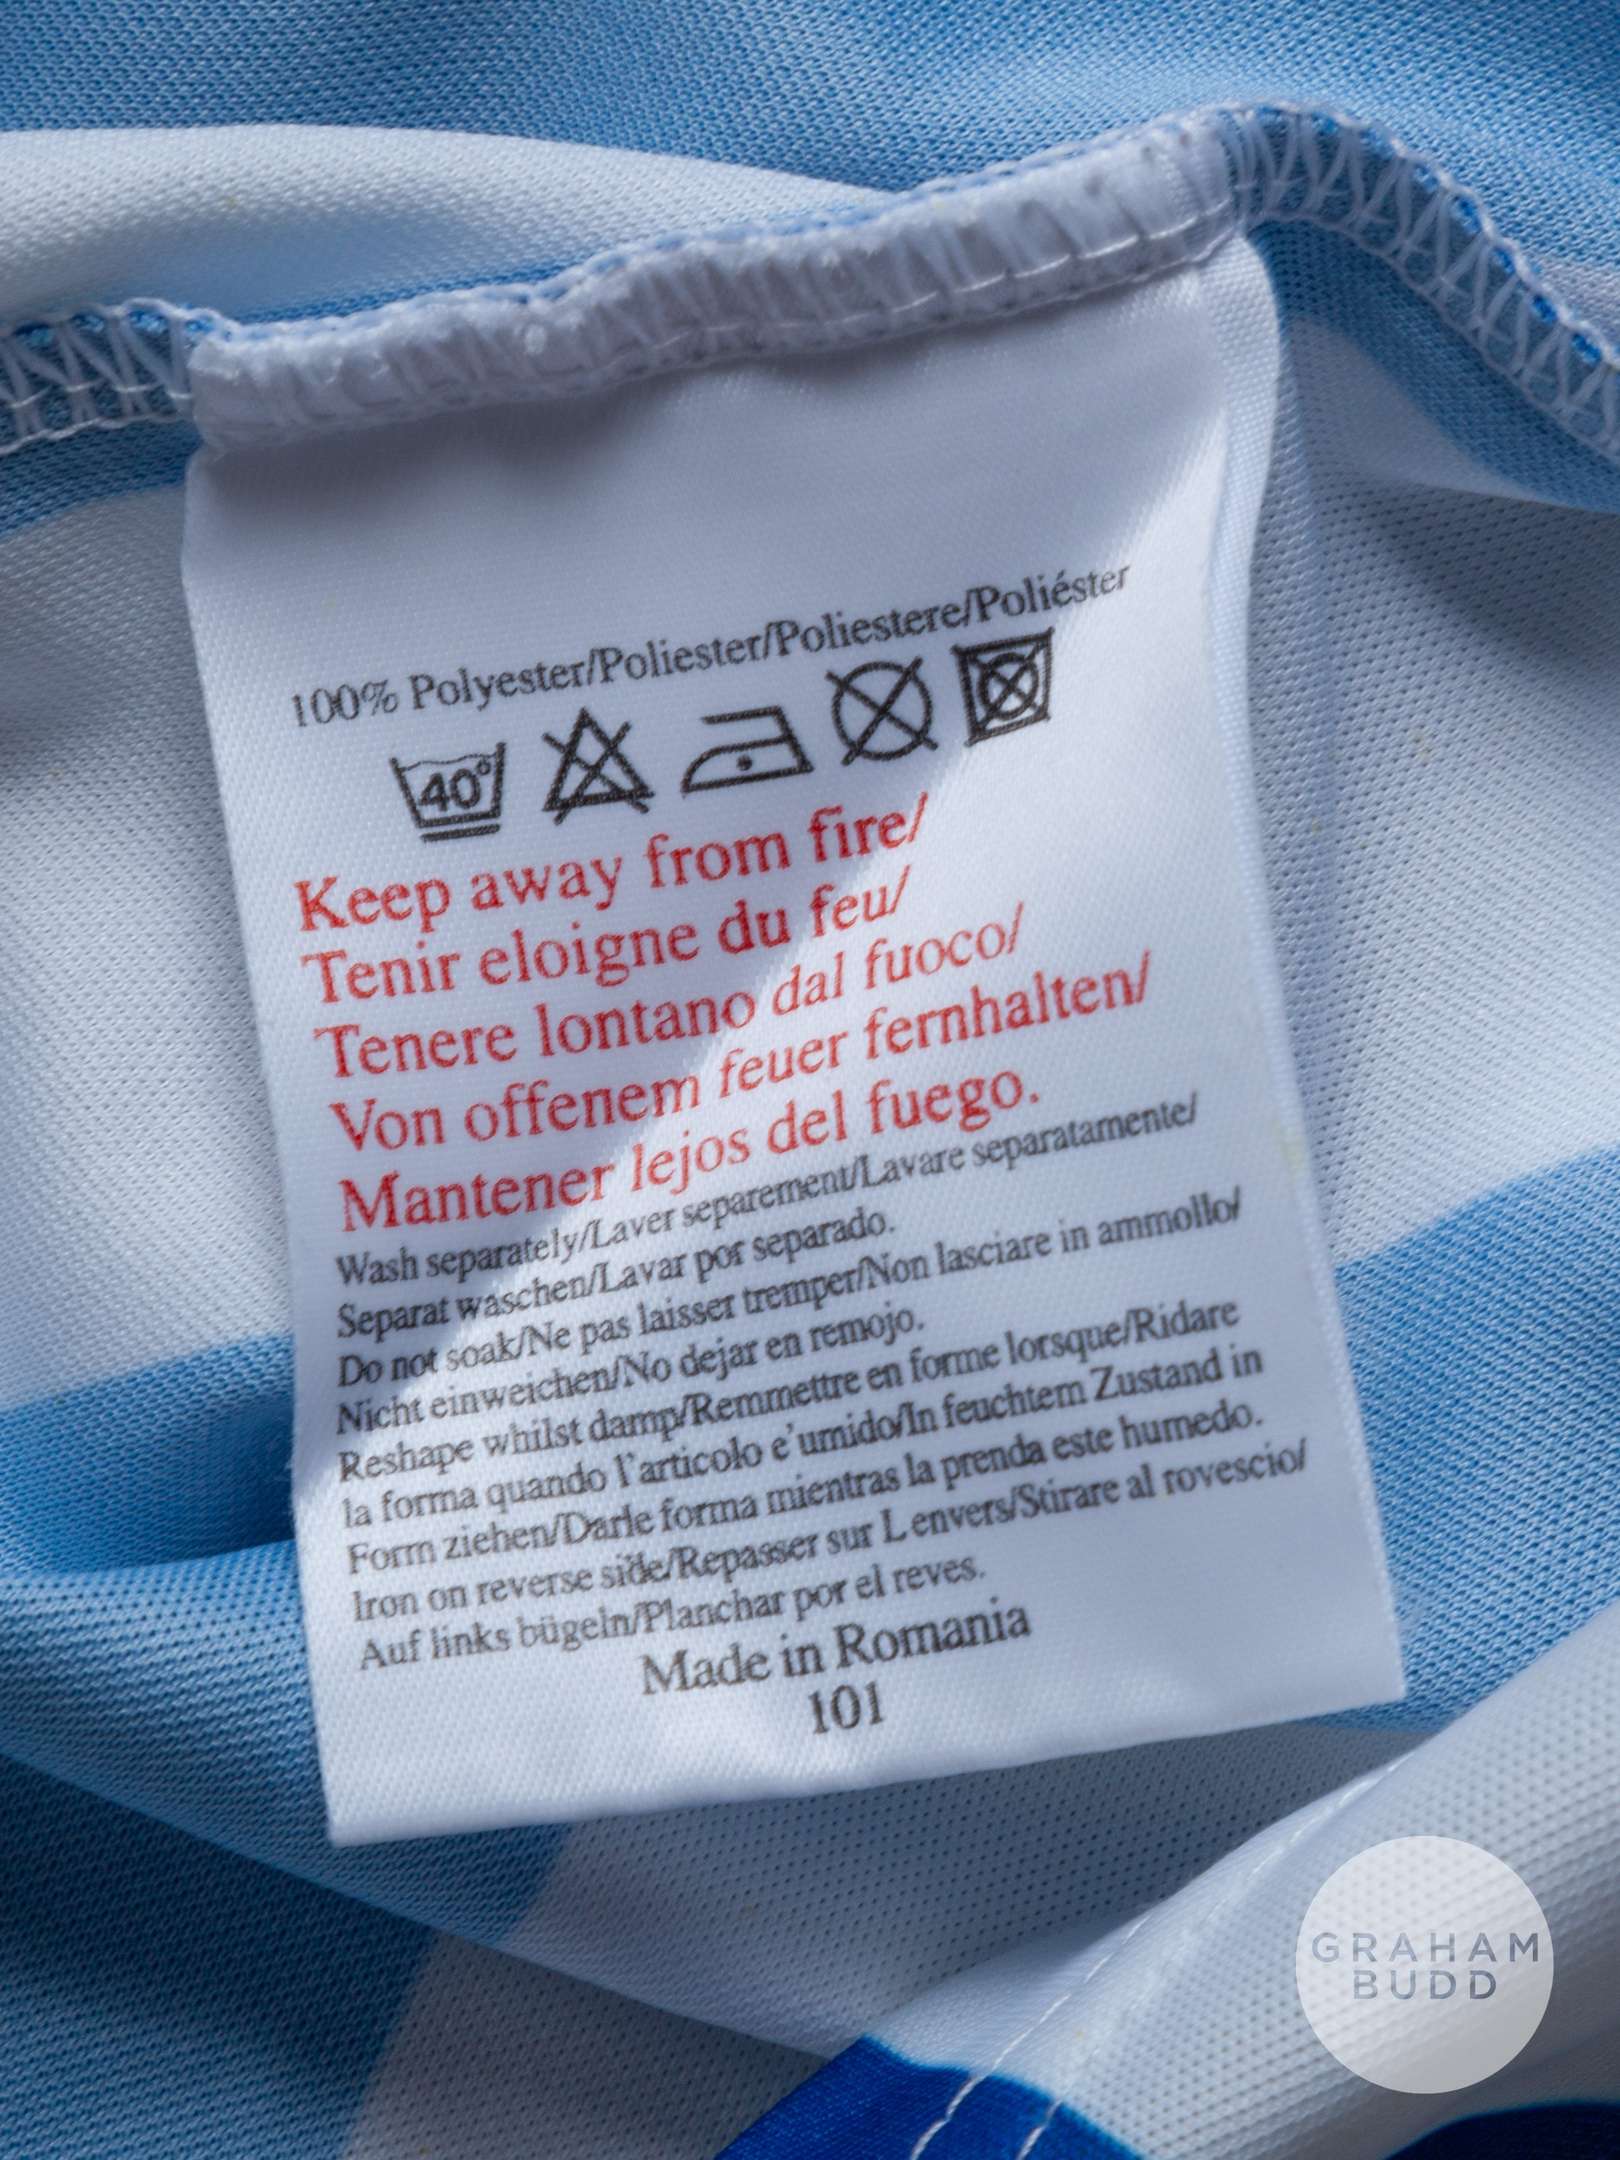 100% Polyester/Poliester/Poliestere/Poliéster
40°
Keep away from fire/
Tenir eloigne du feu/
Tenere lontano dal fuoco/
Von offenem feuer fernhalten/
Mantener lejos del fuego.
Wash separately/Laver separement/Lavare separatamente/
Separat waschen/Lavar por separado.
Do not soak/Ne pas laisser tremper/Non lasciare in ammollo/
Nicht einweichen/No dejar en remojo.
Reshape whilst damp/Remmettre en forme lorsque/Ridare
la forma quando l'articolo e'umido/In feuchtem Zustand in
Form ziehen/Darle forma mientras la prenda este humedo.
Iron on reverse side/Repasser sur L envers/Stirare al rovescio/
Auf links bügeln/Planchar por el reves.
Made in Romania
101
GRAHAM
BUDD